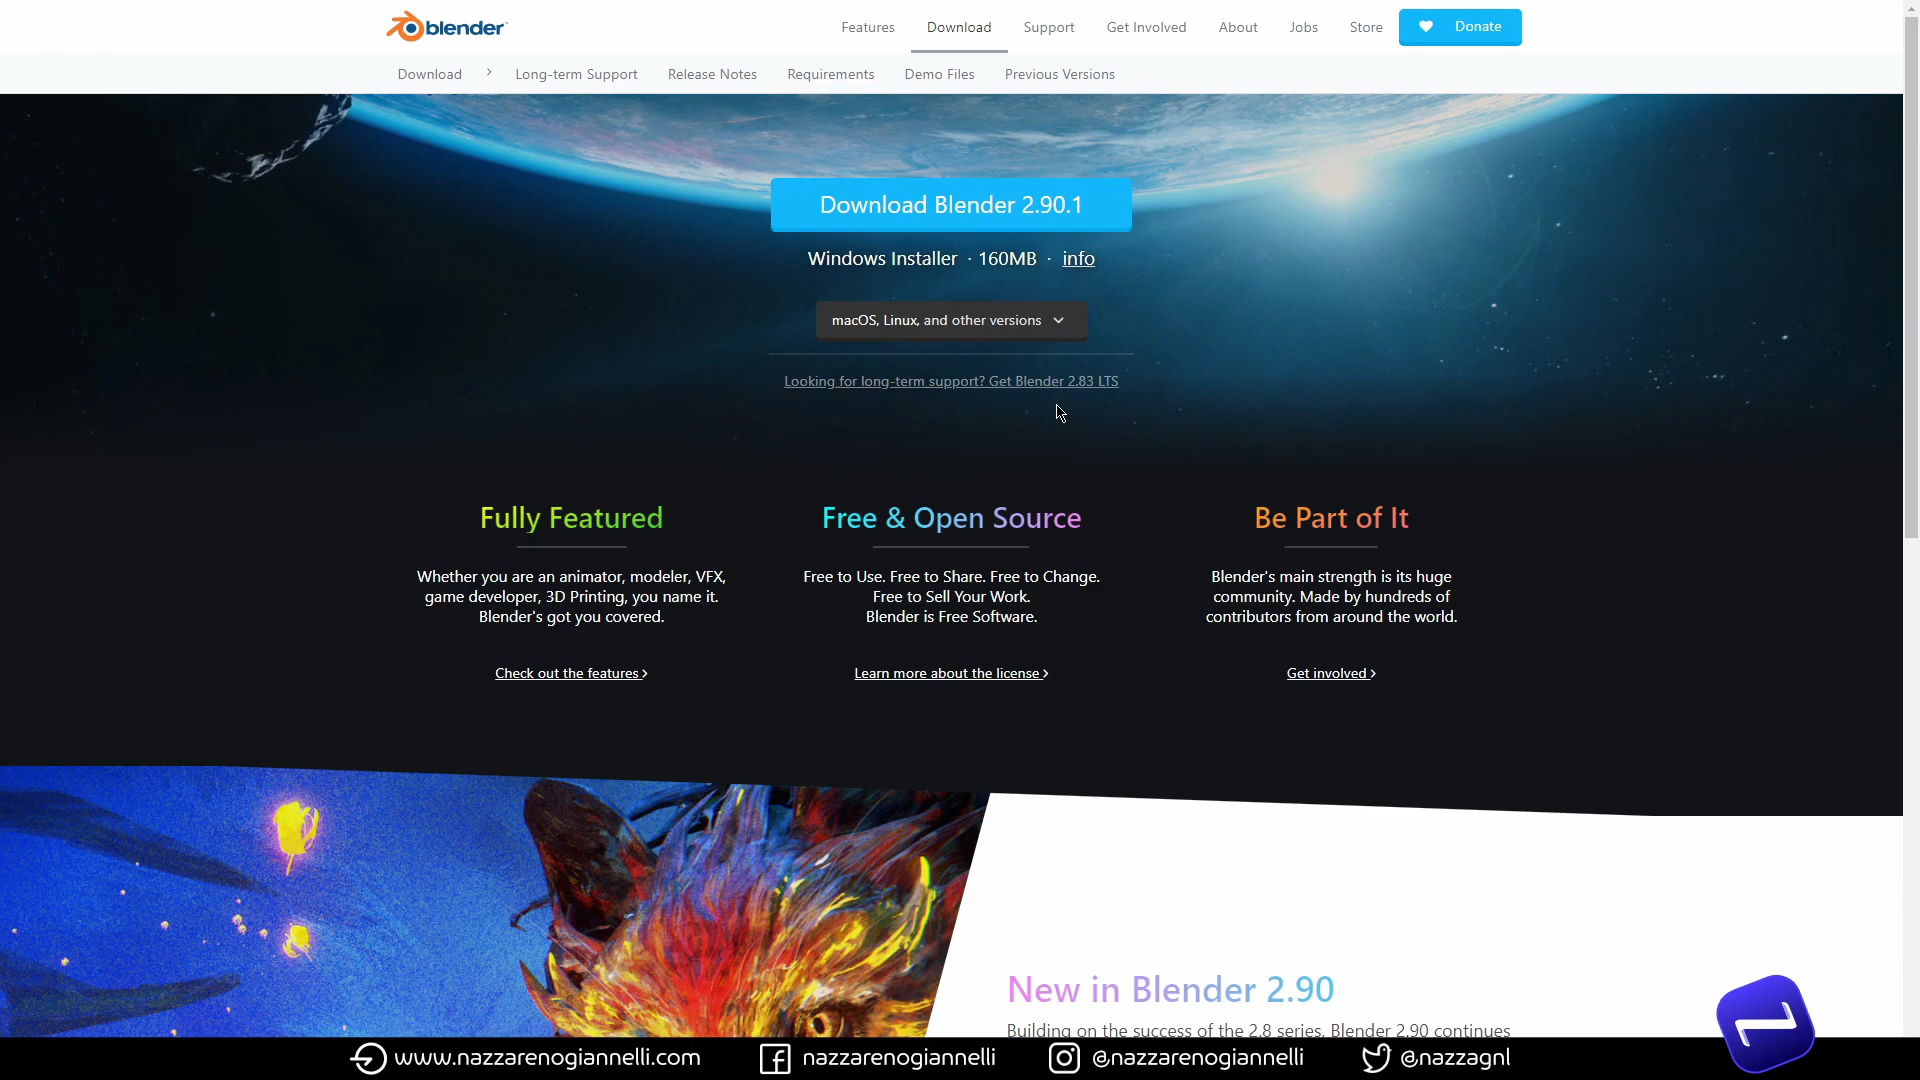 blender
Features
Download
Support
Get Involved
About
Jobs
Store
Donate
Download
Long-term Support
Release Notes
Requirements
Demo Files
Previous Versions
Download Blender 2.90.1
Windows Installer · 160MB · info
macOS, Linux, and other versions
Looking for long-term support? Get Blender 2.83 LTS
Fully Featured
Whether you are an animator, modeler, VFX,
game developer, 3D Printing, you name it.
Blender's got you covered.
Check out the features
Free & Open Source
Free to Use. Free to Share. Free to Change.
Free to Sell Your Work.
Blender is Free Software.
Learn more about the license
Be Part of It
Blender's main strength is its huge
community. Made by hundreds of
contributors from around the world.
Get involved
New in Blender 2.90
Building on the success of the 2.8 series, Blender 2.90 continues
www.nazzarenogiannelli.com
nazzarenogiannelli
@nazzarenogiannelli
@nazzagnl